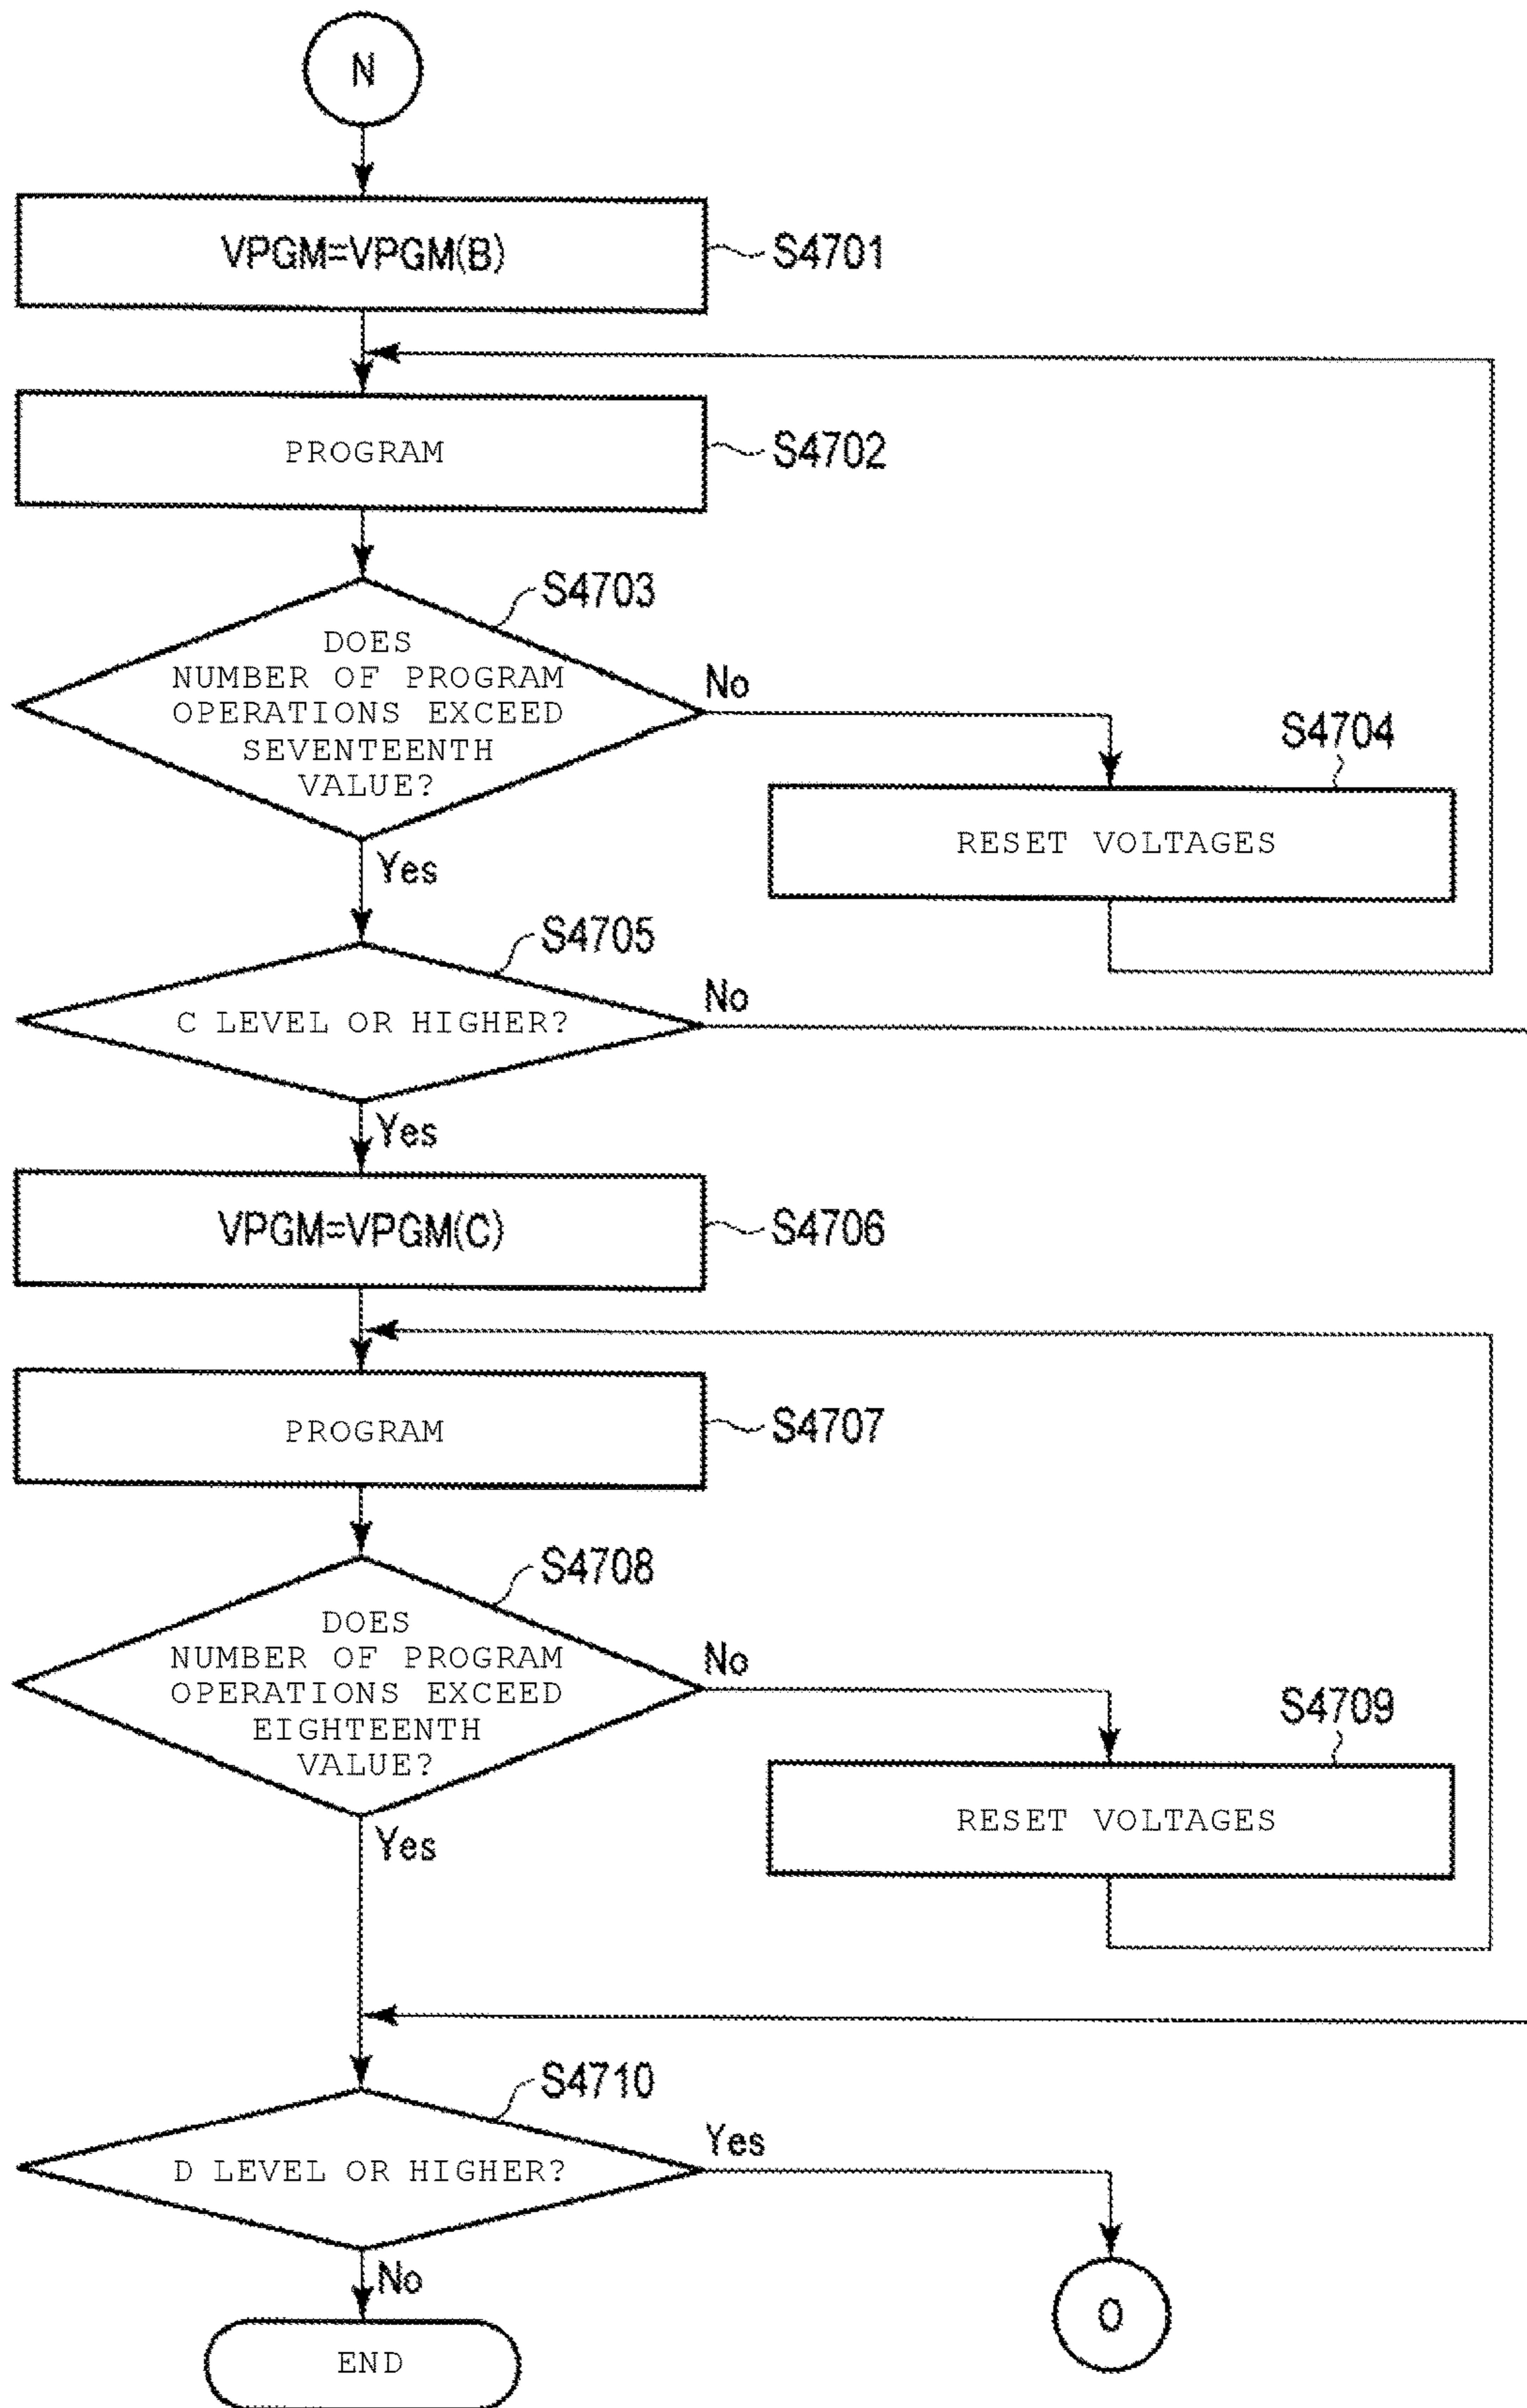 N
VPGM=VPGM(B)
S4701
PROGRAM
S4702
S4703
DOES
NUMBER OF PROGRAM
OPERATIONS EXCEED
SEVENTEENTH
VALUE?
No
S4704
RESET VOLTAGES
Yes
S4705
C LEVEL OR HIGHER?
No
Yes
VPGM=VPGM(C)
S4706
PROGRAM
S4707
S4708
DOES
NUMBER OF PROGRAM
OPERATIONS EXCEED
EIGHTEENTH
VALUE?
No
S4709
RESET VOLTAGES
Yes
S4710
D LEVEL OR HIGHER?
Yes
No
END
O